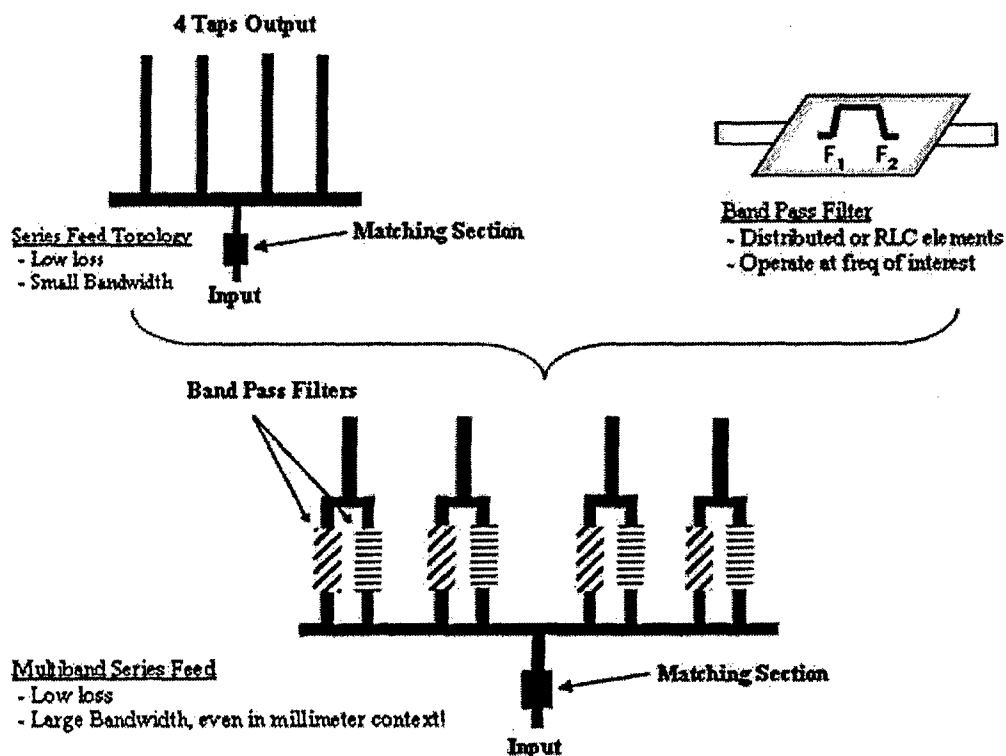 4 Taps Output
Series Feed Topology
- Low loss
- Small Bandwidth
Matching Section
Input
F1 F2
Band Pass Filter
- Distributed or RLC elements
- Operate at freq of interest
Band Pass Filters
Multiband Series Feed
- Low loss
- Large Bandwidth, even in millimeter context!
Matching Section
Input